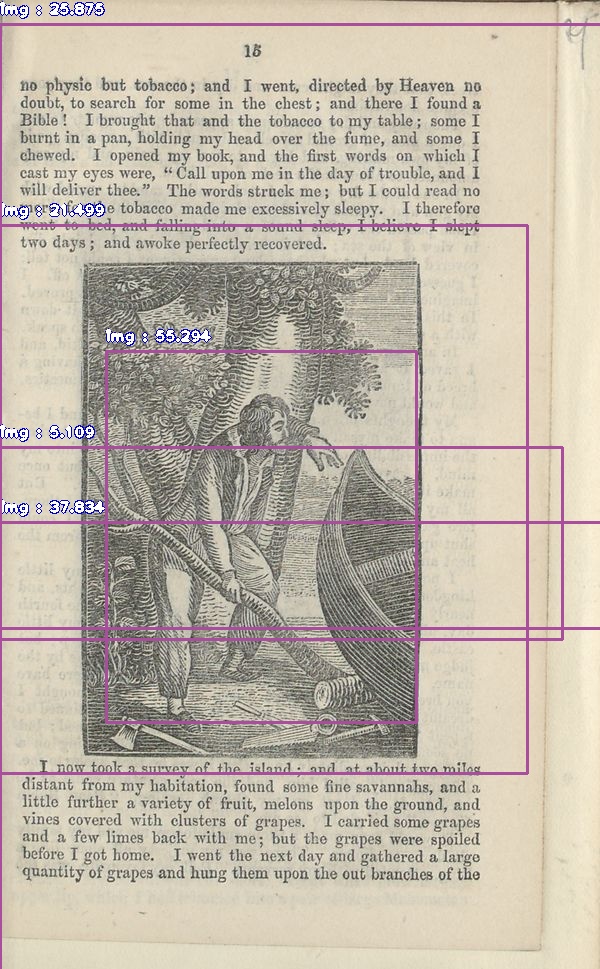 Img : 25.875
15
no physic but tobacco; and I went, directed by Heaven no
doubt, to search for some in the chest; and there I found a
Bible! I brought that and the tobacco to my table; some I
burnt in a pan, holding my head over the fume, and some I
chewed. I opened my book, and the first words on which I
cast my eyes were, “Call upon me in the day of trouble, and I
will deliver thee.” The words struck me; but I could read no
the tobacco made me excessively sleepy. I therefore
Img : 21.499
went to bed, and falling into a sound sleep, I believe I slept
two days; and awoke perfectly recovered.
Img : 55.294
Img : 5.109
Img : 37.834
I now took a survey of the island; and at about two miles
distant from my habitation, found some fine savannahs, and a
little further a variety of fruit, melons upon the ground, and
vines covered with clusters of grapes. I carried some grapes
and a few limes back with me; but the grapes were spoiled
before I got home. I went the next day and gathered a large
quantity of grapes and hung them upon the out branches of the